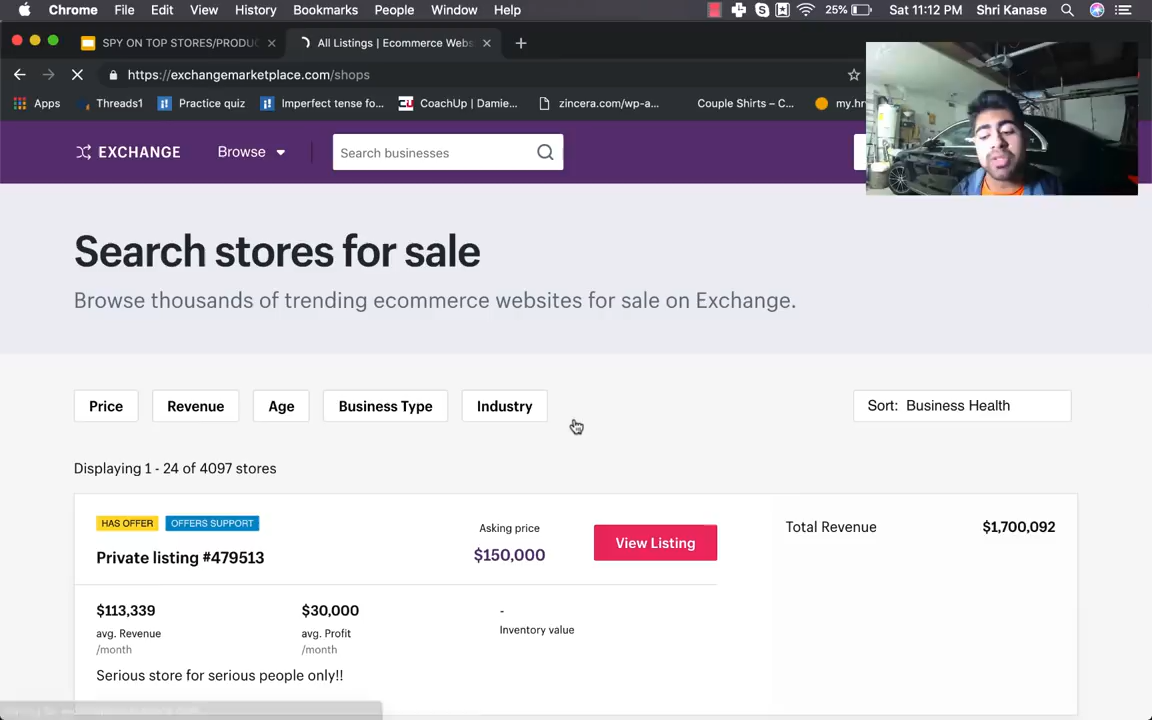 Chrome File Edit View History Bookmarks People Window Help 25% Sat 11:12 PM Shri Kanase
SPY ON TOP STORES/PRODUC All Listings | Ecommerce Webs
https://exchangemarketplace.com/shops
Apps Threads1 Practice quiz Imperfect tense fo... CoachUp | Damie... zincera.com/wp-a... Couple Shirts – C... my.hr
EXCHANGE Browse Search businesses
Search stores for sale
Browse thousands of trending ecommerce websites for sale on Exchange.
Price Revenue Age Business Type Industry Sort: Business Health
Displaying 1 - 24 of 4097 stores
HAS OFFER OFFERS SUPPORT Asking price Total Revenue $1,700,092
Private listing #479513 $150,000 View Listing
$113,339 $30,000 -
avg. Revenue avg. Profit Inventory value
/month /month
Serious store for serious people only!!